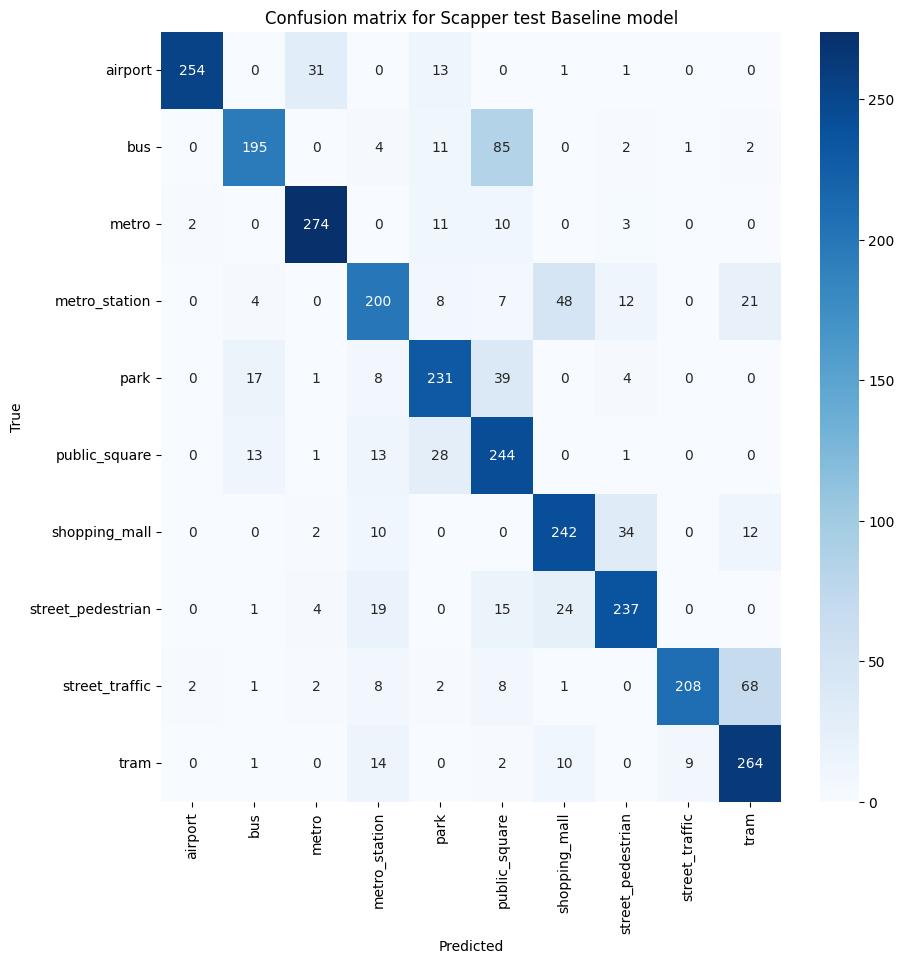 Confusion matrix for Scapper test Baseline model
True
airport 254 0 31 0 13 0 1 1 0 0
bus 0 195 0 4 11 85 0 2 1 2
metro 2 0 274 0 11 10 0 3 0 0
metro_station 0 4 0 200 8 7 48 12 0 21
park 0 17 1 8 231 39 0 4 0 0
public_square 0 13 1 13 28 244 0 1 0 0
shopping_mall 0 0 2 10 0 0 242 34 0 12
street_pedestrian 0 1 4 19 0 15 24 237 0 0
street_traffic 2 1 2 8 2 8 1 0 208 68
tram 0 1 0 14 0 2 10 0 9 264
airport bus metro metro_station park public_square shopping_mall street_pedestrian street_traffic tram
Predicted
250
200
150
100
50
0